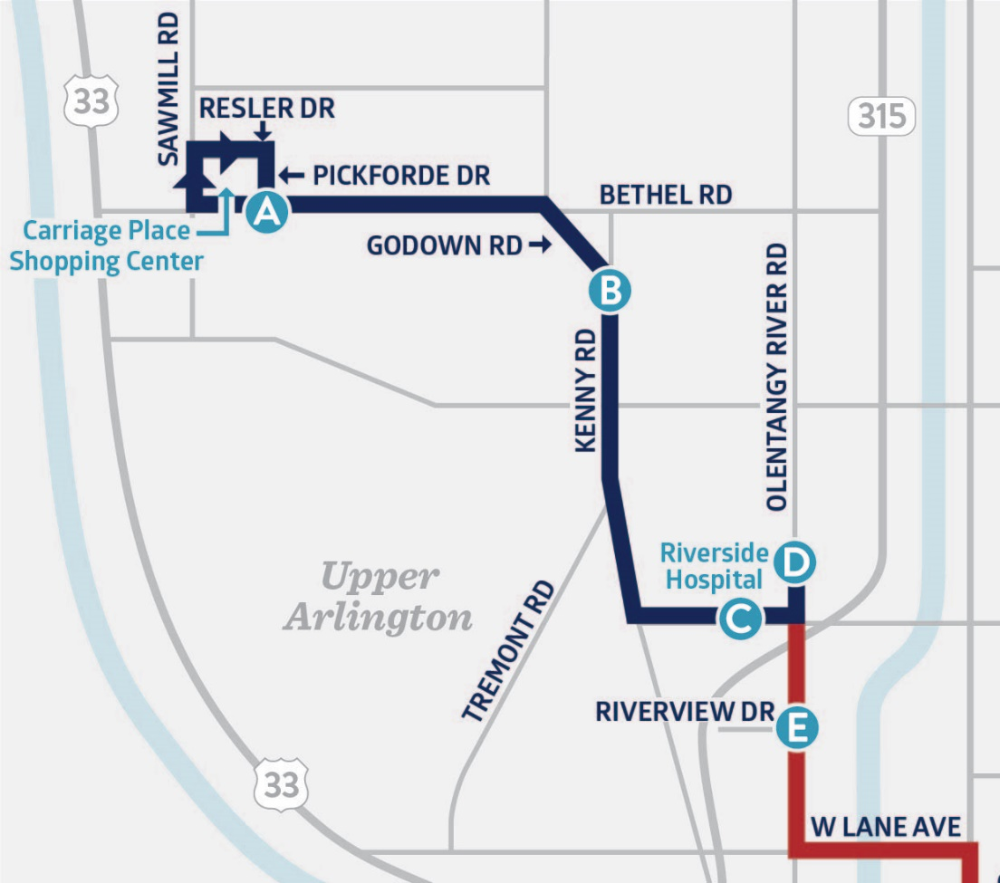 SAWMILL RD
33
RESLER DR
315
PICKFORDE DR
BETHEL RD
A
Carriage Place
Shopping Center
GODOWN RD
B
KENNY RD
OLENTANGY RIVER RD
Riverside
Hospital
D
Upper
Arlington
C
TREMONT RD
RIVERVIEW DR
E
33
W LANE AVE